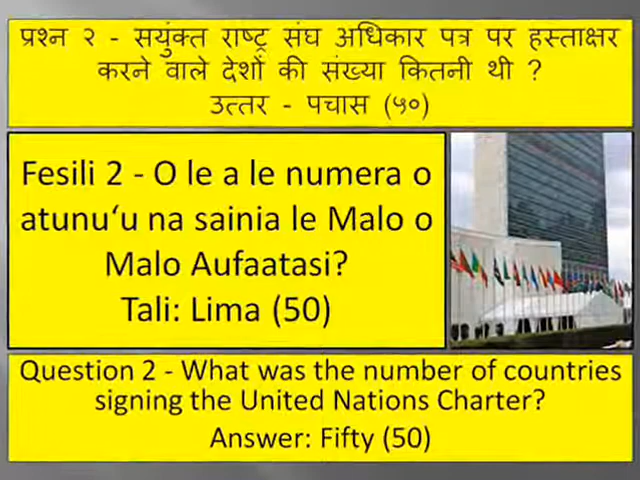 प्रश्न २ - सयुंक्त राष्ट्र संघ अधिकार पत्र पर हस्ताक्षर
करने वाले देशों की संख्या कितनी थी ?
उत्तर - पचास (५०)
Fesili 2 - O le a le numera o
atunu‘u na sainia le Malo o
Malo Aufaatasi?
Tali: Lima (50)
Question 2 - What was the number of countries
signing the United Nations Charter?
Answer: Fifty (50)